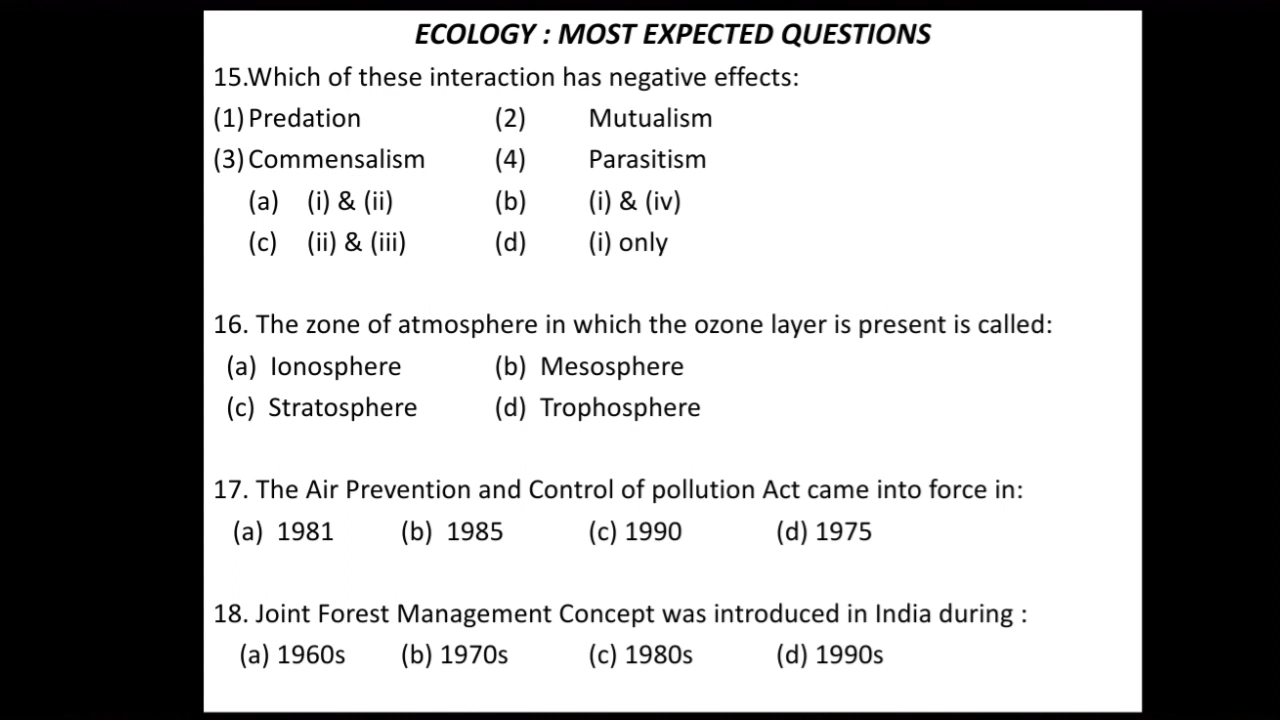 ECOLOGY : MOST EXPECTED QUESTIONS
15.Which of these interaction has negative effects:
(1) Predation (2) Mutualism
(3) Commensalism (4) Parasitism
(a) (i) & (ii) (b) (i) & (iv)
(c) (ii) & (iii) (d) (i) only
16. The zone of atmosphere in which the ozone layer is present is called:
(a) Ionosphere (b) Mesosphere
(c) Stratosphere (d) Trophosphere
17. The Air Prevention and Control of pollution Act came into force in:
(a) 1981 (b) 1985 (c) 1990 (d) 1975
18. Joint Forest Management Concept was introduced in India during :
(a) 1960s (b) 1970s (c) 1980s (d) 1990s